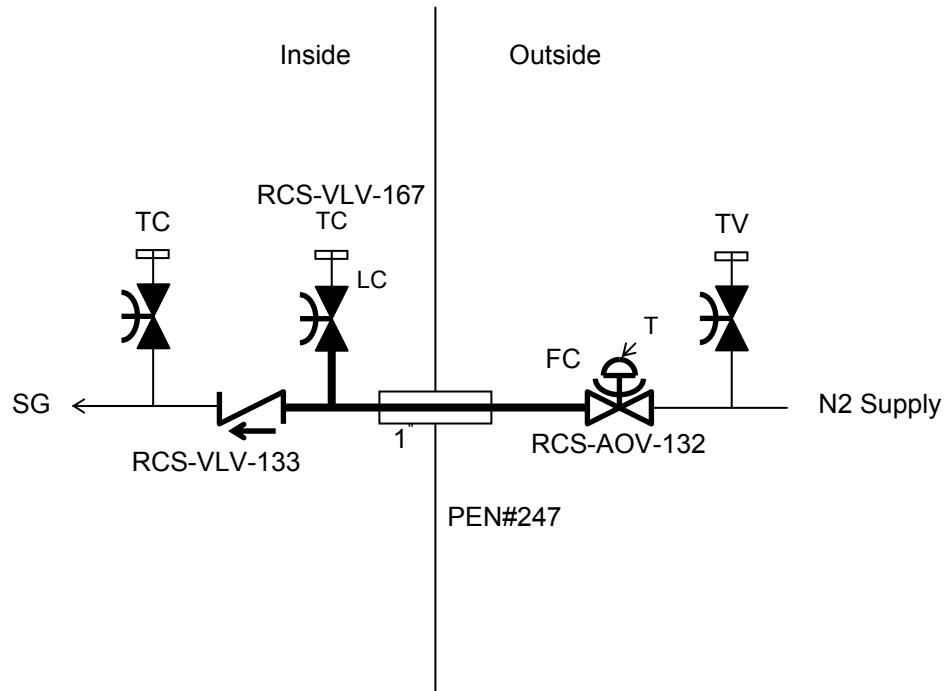 Inside
Outside
RCS-VLV-167
TC
TC
TV
LC
T
FC
SG
N2 Supply
1"
RCS-VLV-133
RCS-AOV-132
PEN#247